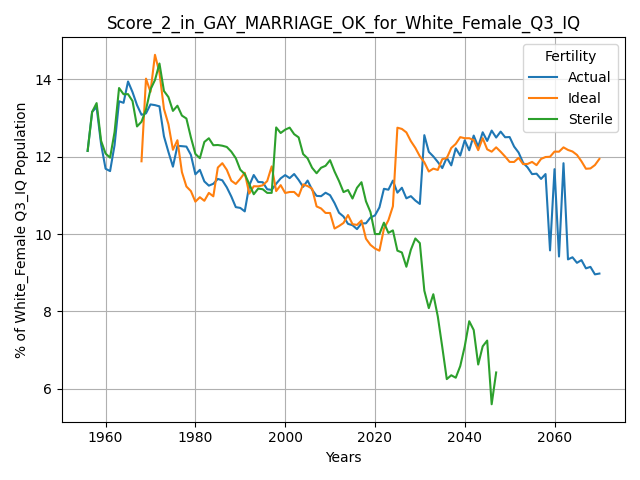 Score_2_in_GAY_MARRIAGE_OK_for_White_Female_Q3_IQ
Fertility
Actual
Ideal
Sterile
% of White_Female Q3_IQ Population
14
12
10
8
6
1960
1980
2000
2020
2040
2060
Years